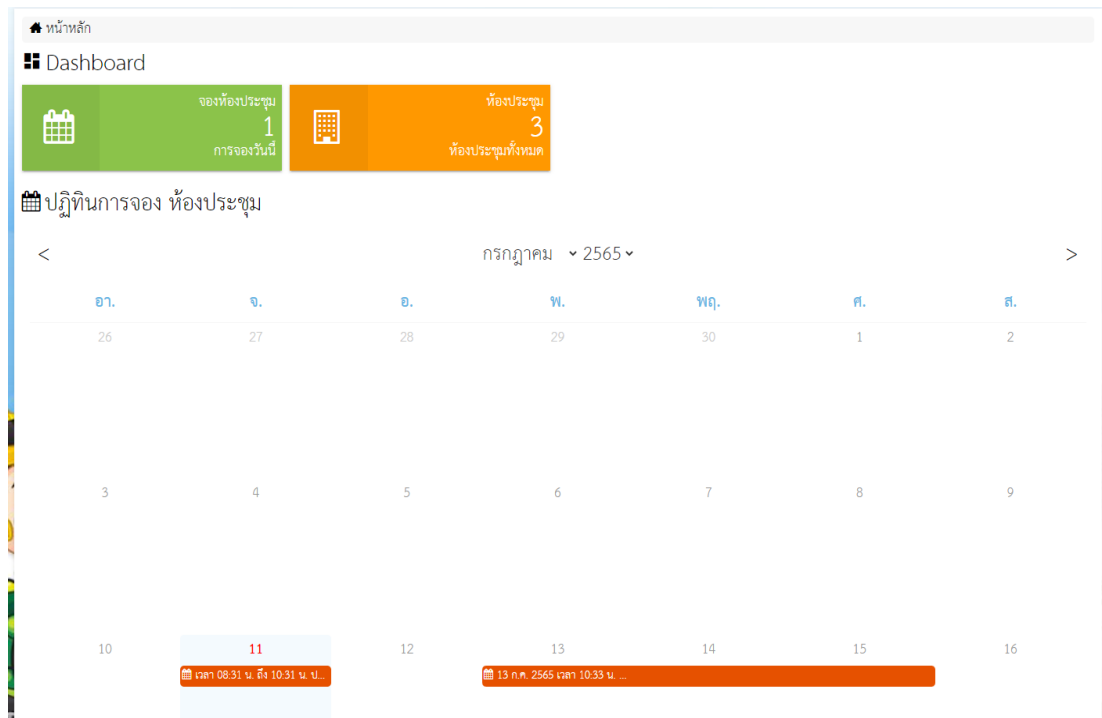 หน้าหลัก
Dashboard
จองห้องประชุม
1
การจองวันนี้
ห้องประชุม
3
ห้องประชุมทั้งหมด
ปฏิทินการจอง ห้องประชุม
< กรกฎาคม 2565 >
อา. จ. อ. พ. พฤ. ศ. ส.
26 27 28 29 30 1 2
3 4 5 6 7 8 9
10 11 12 13 14 15 16
เวลา 08:31 น. ถึง 10:31 น. ป... 13 ก.ค. 2565 เวลา 10:33 น. ...